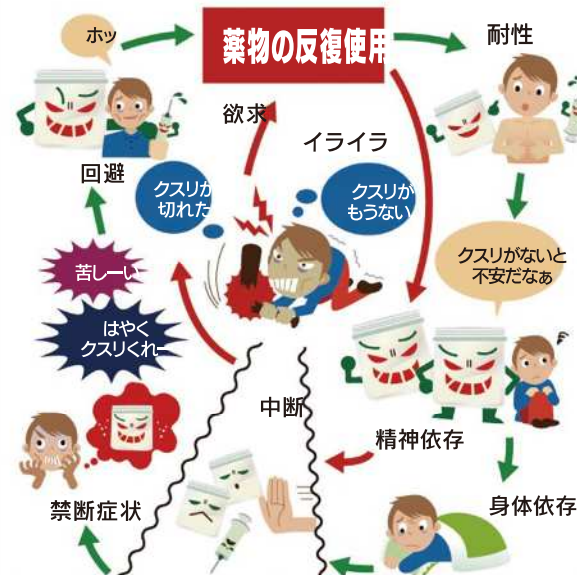 ホッ
薬物の反復使用
耐性
欲求
イライラ
回避
クスリが
切れた
クスリが
もうない
クスリがないと
不安だなぁ
苦しーい
はやく
クスリくれー
中断
精神依存
禁断症状
身体依存